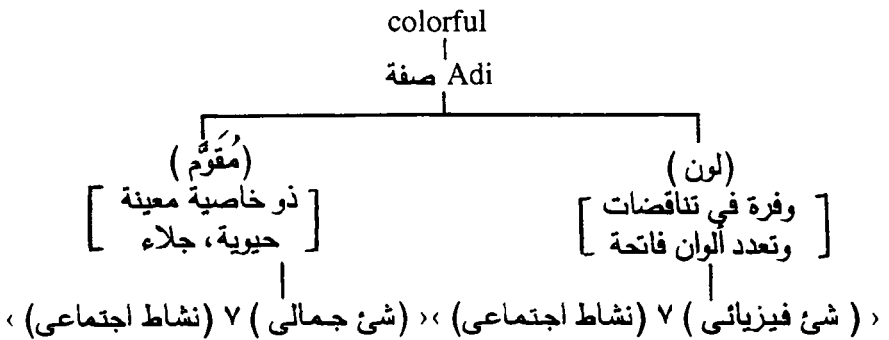 colorful
صفة Adi
(لون) (مُقَوَّم)
[ وفرة في تناقضات [ ذو خاصية معينة
وتعدد ألوان فاتحة ] حيوية، جلاء ]
‹ (شئ فيزيائى) ٧ (نشاط اجتماعى) ›‹ (شئ جمالى) ٧ (نشاط اجتماعى) ›